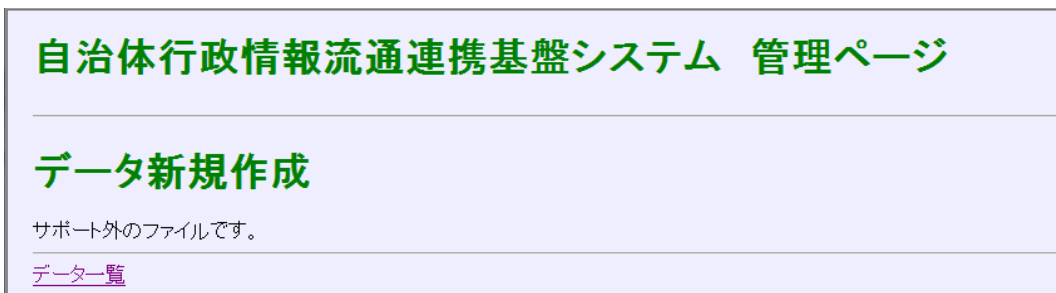 自治体行政情報流通連携基盤システム　管理ページ
データ新規作成
サポート外のファイルです。
データ一覧